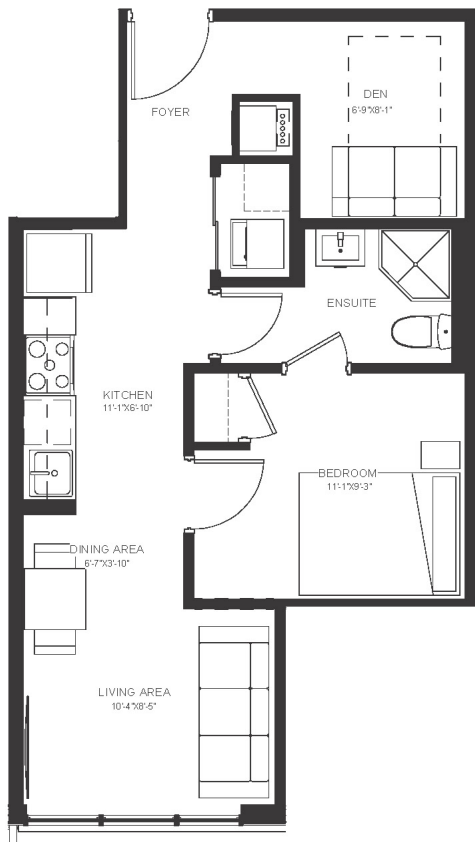 DEN
6'-9"X8'-1"
FOYER
ENSUITE
KITCHEN
11'-1"X6'-10"
BEDROOM
11'-1"X9'-3"
DINING AREA
6'-7"X3'-10"
LIVING AREA
10'-4"X8'-5"